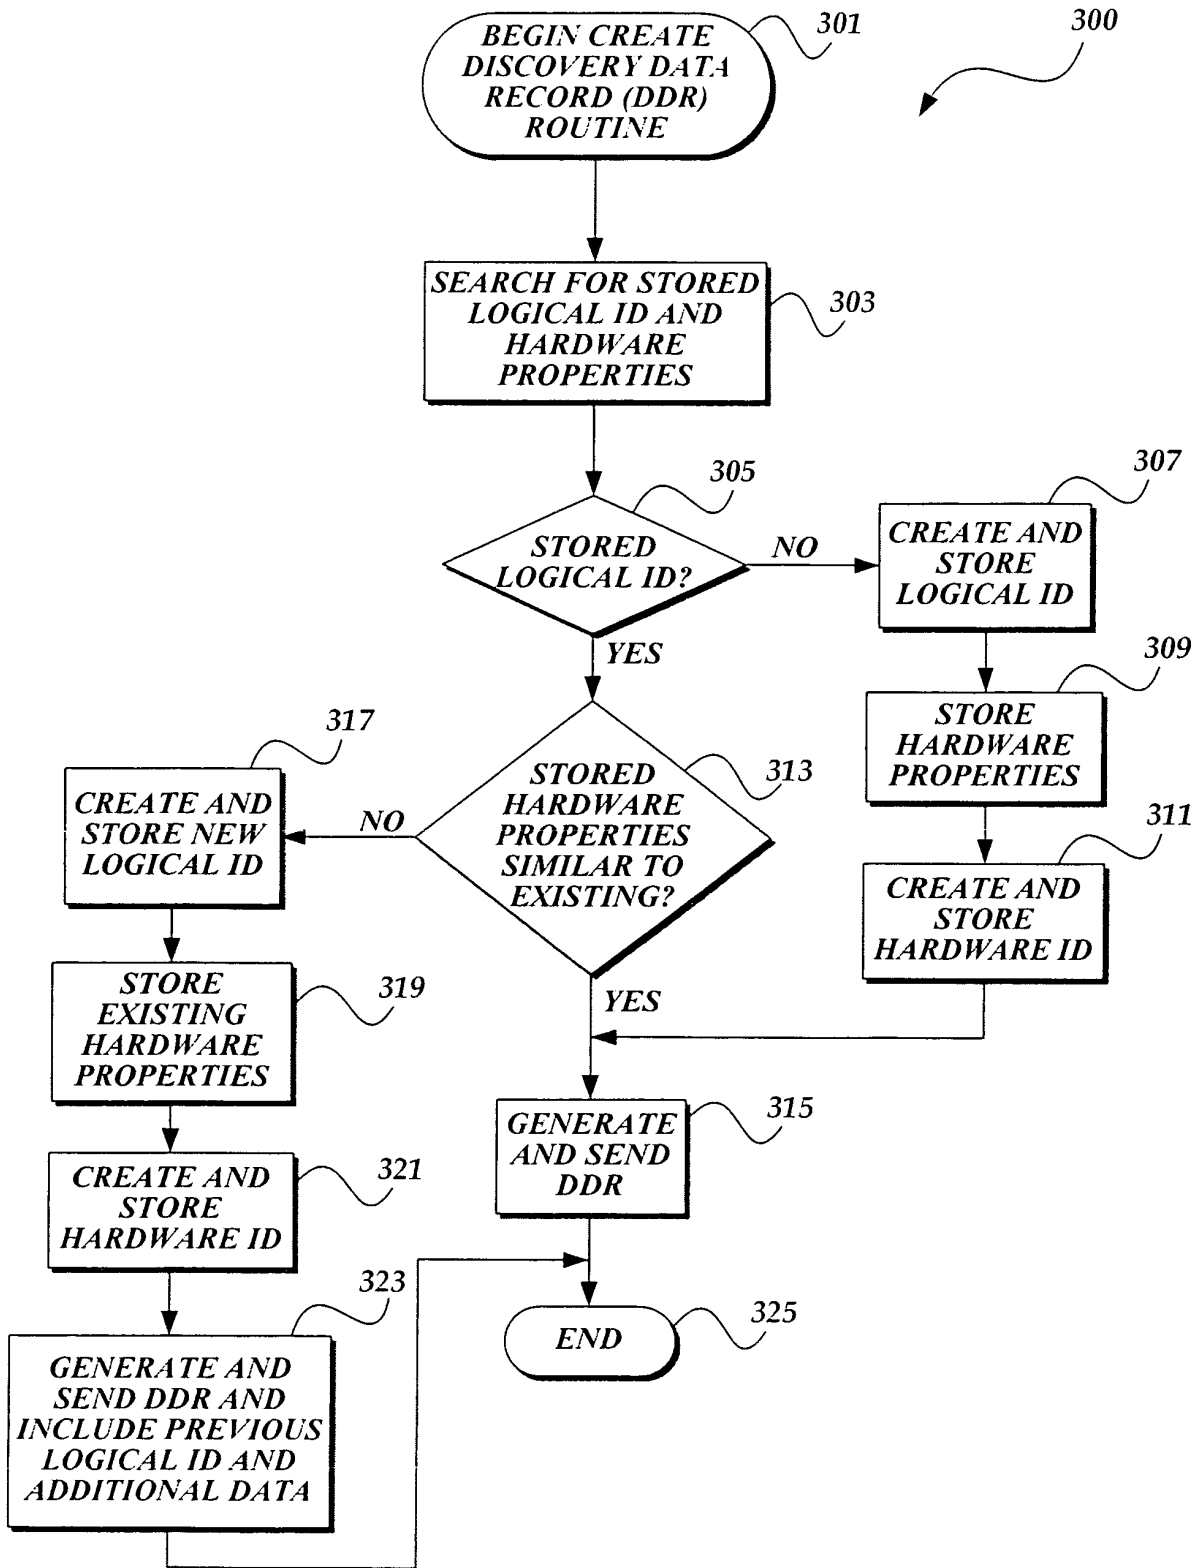 301
300
BEGIN CREATE
DISCOVERY DATA
RECORD (DDR)
ROUTINE
SEARCH FOR STORED
LOGICAL ID AND
HARDWARE
PROPERTIES
303
305
STORED
LOGICAL ID?
NO
307
CREATE AND
STORE
LOGICAL ID
YES
309
STORE
HARDWARE
PROPERTIES
311
CREATE AND
STORE
HARDWARE ID
313
STORED
HARDWARE
PROPERTIES
SIMILAR TO
EXISTING?
NO
YES
317
CREATE AND
STORE NEW
LOGICAL ID
319
STORE
EXISTING
HARDWARE
PROPERTIES
321
CREATE AND
STORE
HARDWARE ID
323
GENERATE AND
SEND DDR AND
INCLUDE PREVIOUS
LOGICAL ID AND
ADDITIONAL DATA
315
GENERATE
AND SEND
DDR
325
END